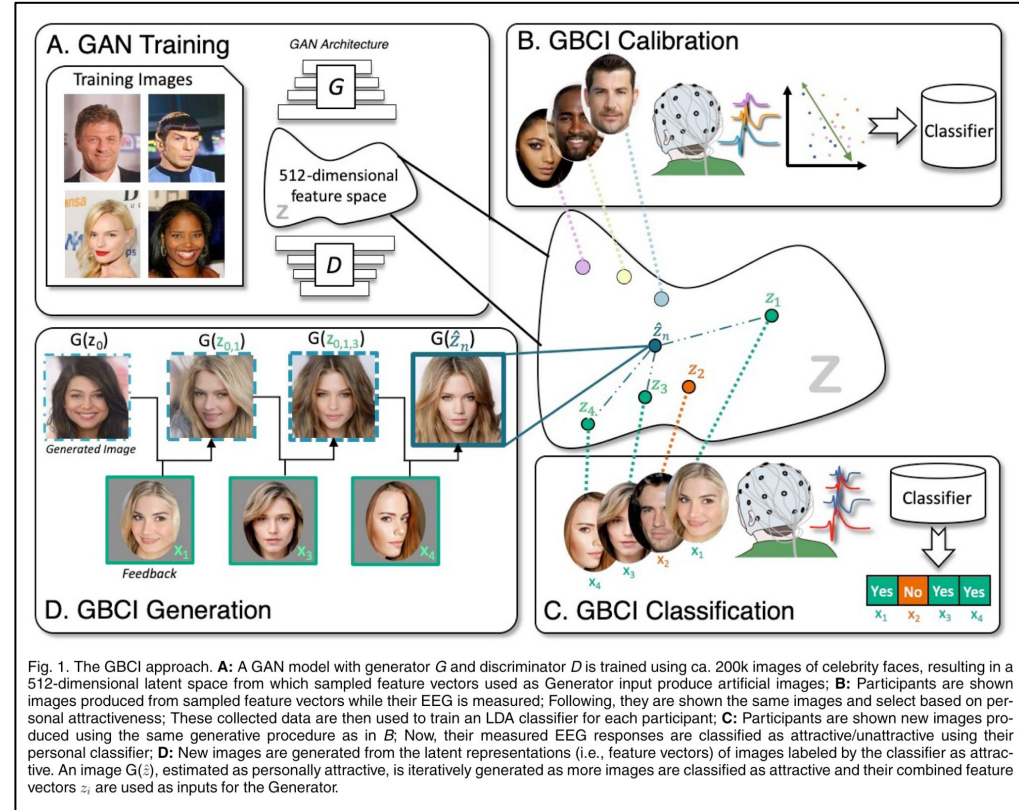 A. GAN Training
GAN Architecture
Training Images
G
512-dimensional
feature space
Z
D
B. GBCI Calibration
Classifier
z₁
ẑₙ
z₂
z₃
z₄
Z
G(z₀)
G(z₀,₁)
G(z₀,₁,₃)
G(ẑₙ)
Generated Image
x₁
x₃
x₄
Feedback
D. GBCI Generation
x₄
x₃
x₂
x₁
Classifier
Yes No Yes Yes
x₁ x₂ x₃ x₄
C. GBCI Classification
Fig. 1. The GBCI approach. A: A GAN model with generator G and discriminator D is trained using ca. 200k images of celebrity faces, resulting in a
512-dimensional latent space from which sampled feature vectors used as Generator input produce artificial images; B: Participants are shown
images produced from sampled feature vectors while their EEG is measured; Following, they are shown the same images and select based on per-
sonal attractiveness; These collected data are then used to train an LDA classifier for each participant; C: Participants are shown new images pro-
duced using the same generative procedure as in B; Now, their measured EEG responses are classified as attractive/unattractive using their
personal classifier; D: New images are generated from the latent representations (i.e., feature vectors) of images labeled by the classifier as attrac-
tive. An image G(ẑ), estimated as personally attractive, is iteratively generated as more images are classified as attractive and their combined feature
vectors zᵢ are used as inputs for the Generator.